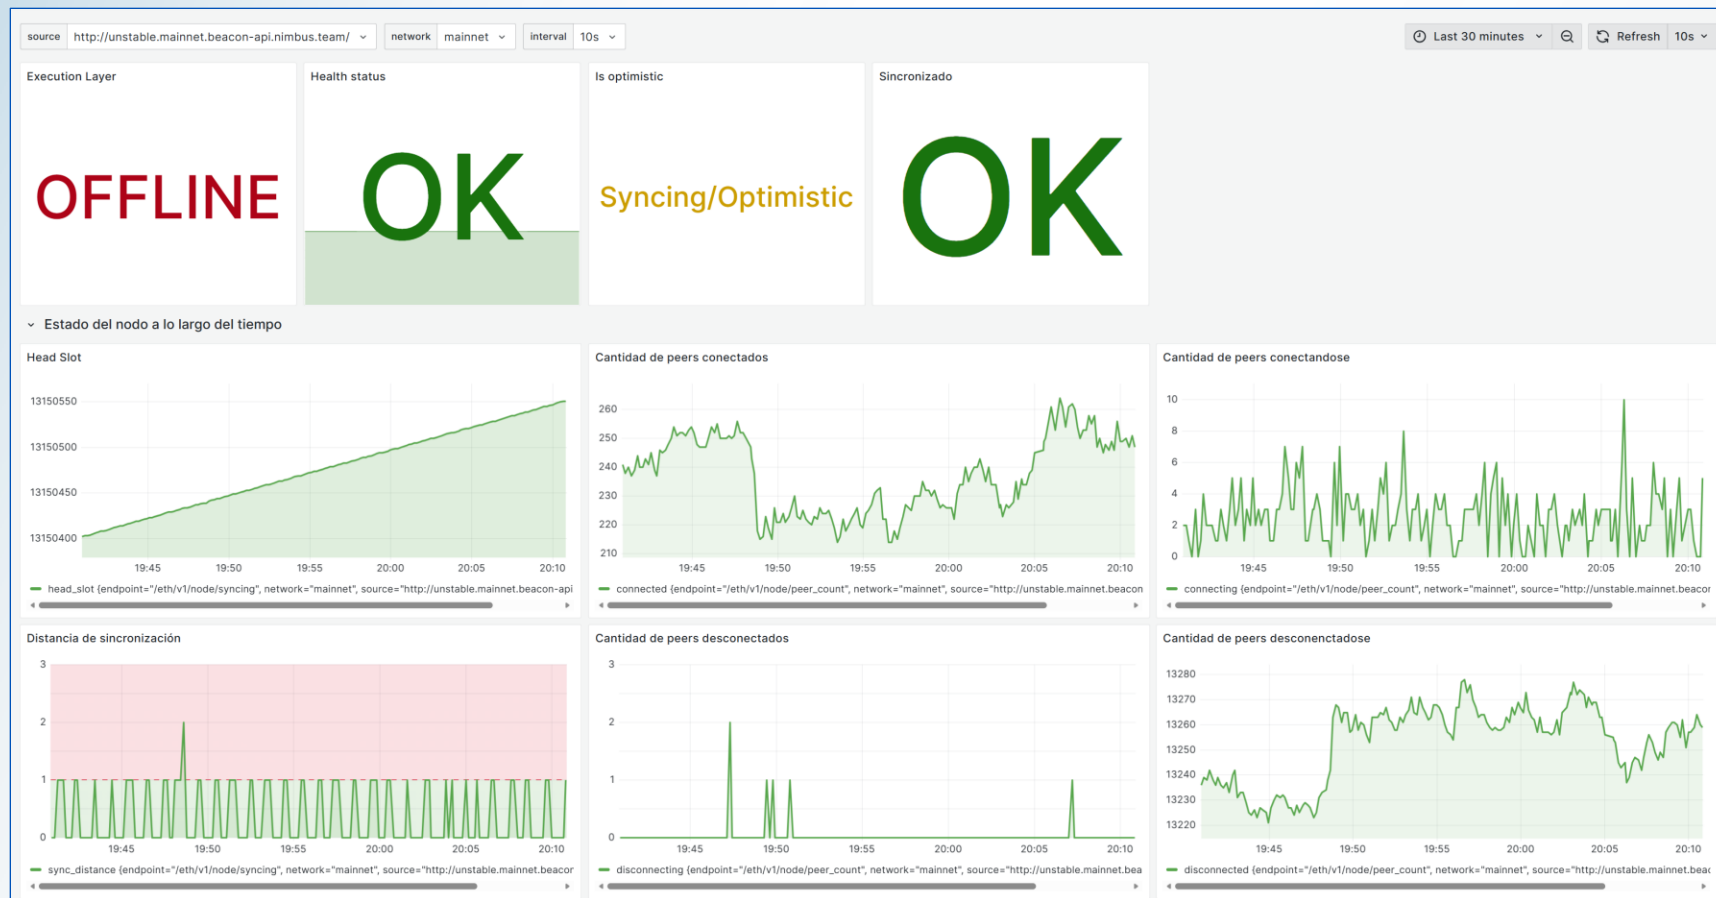 source http://unstable.mainnet.beacon-api.nimbus.team/ network mainnet interval 10s Last 30 minutes Refresh 10s
Execution Layer
OFFLINE
Health status
OK
Is optimistic
Syncing/Optimistic
Sincronizado
OK
Estado del nodo a lo largo del tiempo
Head Slot
13150550
13150500
13150450
13150400
19:45 19:50 19:55 20:00 20:05 20:10
head_slot {endpoint="/eth/v1/node/syncing", network="mainnet", source="http://unstable.mainnet.beacon-api
Cantidad de peers conectados
260
250
240
230
220
210
19:45 19:50 19:55 20:00 20:05 20:10
connected {endpoint="/eth/v1/node/peer_count", network="mainnet", source="http://unstable.mainnet.beacon
Cantidad de peers conectandose
10
8
6
4
2
0
19:45 19:50 19:55 20:00 20:05 20:10
connecting {endpoint="/eth/v1/node/peer_count", network="mainnet", source="http://unstable.mainnet.beacor
Distancia de sincronización
3
2
1
0
19:45 19:50 19:55 20:00 20:05 20:10
sync_distance {endpoint="/eth/v1/node/syncing", network="mainnet", source="http://unstable.mainnet.beacor
Cantidad de peers desconectados
3
2
1
0
19:45 19:50 19:55 20:00 20:05 20:10
disconnecting {endpoint="/eth/v1/node/peer_count", network="mainnet", source="http://unstable.mainnet.bea
Cantidad de peers desconenctadose
13280
13270
13260
13250
13240
13230
13220
19:45 19:50 19:55 20:00 20:05 20:10
disconnected {endpoint="/eth/v1/node/peer_count", network="mainnet", source="http://unstable.mainnet.beac